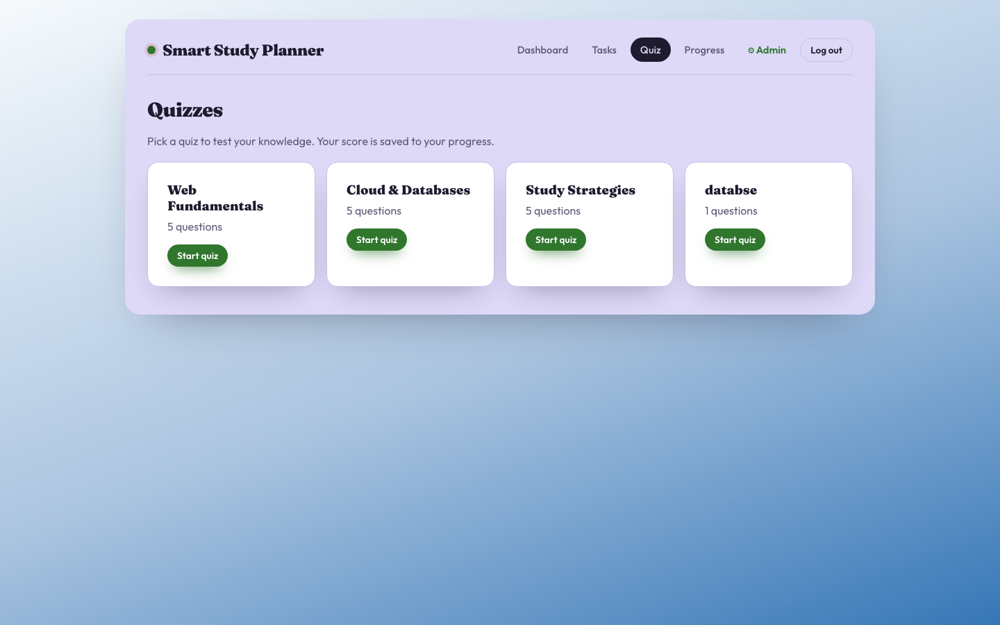 Smart Study Planner
Dashboard
Tasks
Quiz
Progress
⚙ Admin
Log out
Quizzes
Pick a quiz to test your knowledge. Your score is saved to your progress.
Web
Fundamentals
5 questions
Start quiz
Cloud & Databases
5 questions
Start quiz
Study Strategies
5 questions
Start quiz
databse
1 questions
Start quiz